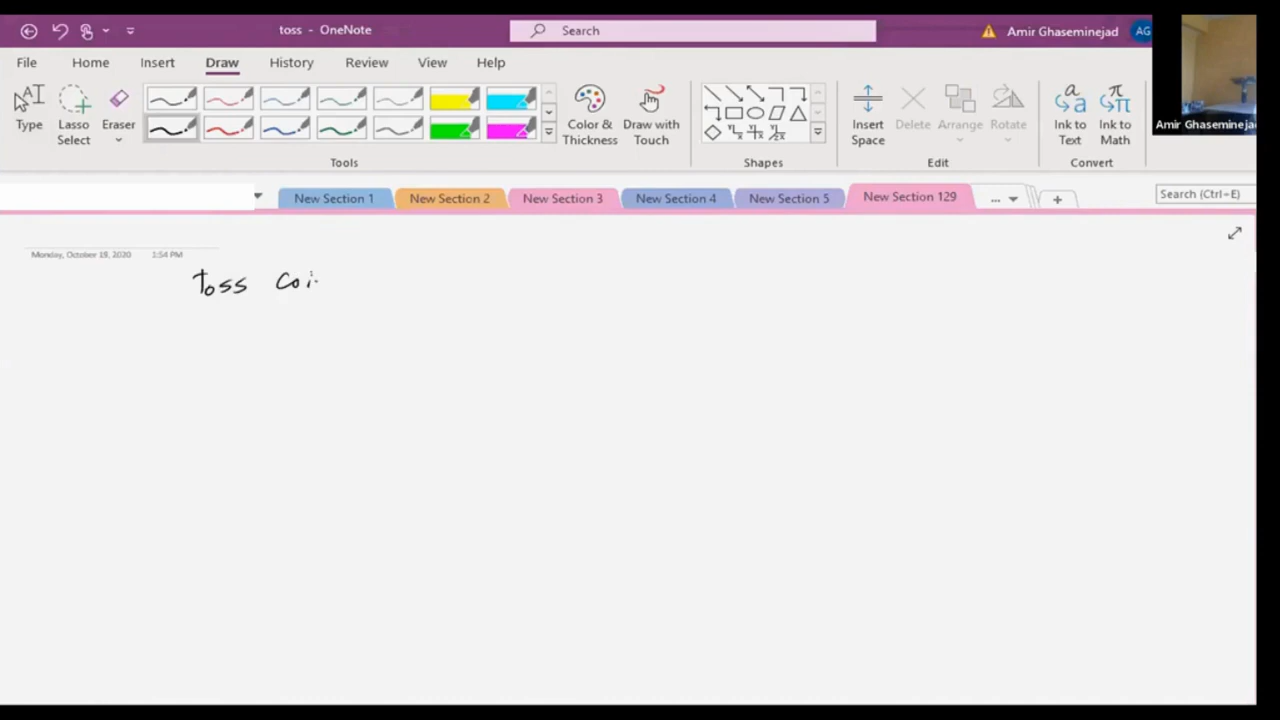 toss - OneNote
Search
Amir Ghaseminejad
AG
File Home Insert Draw History Review View Help
Type
Lasso Select
Eraser
Color & Thickness
Draw with Touch
Insert Space
Delete
Arrange
Rotate
Ink to Text
Ink to Math
Amir Ghaseminejad
Tools
Shapes
Edit
Convert
New Section 1
New Section 2
New Section 3
New Section 4
New Section 5
New Section 129
...
Search (Ctrl+E)
Monday, October 19, 2020 1:54 PM
toss Coi